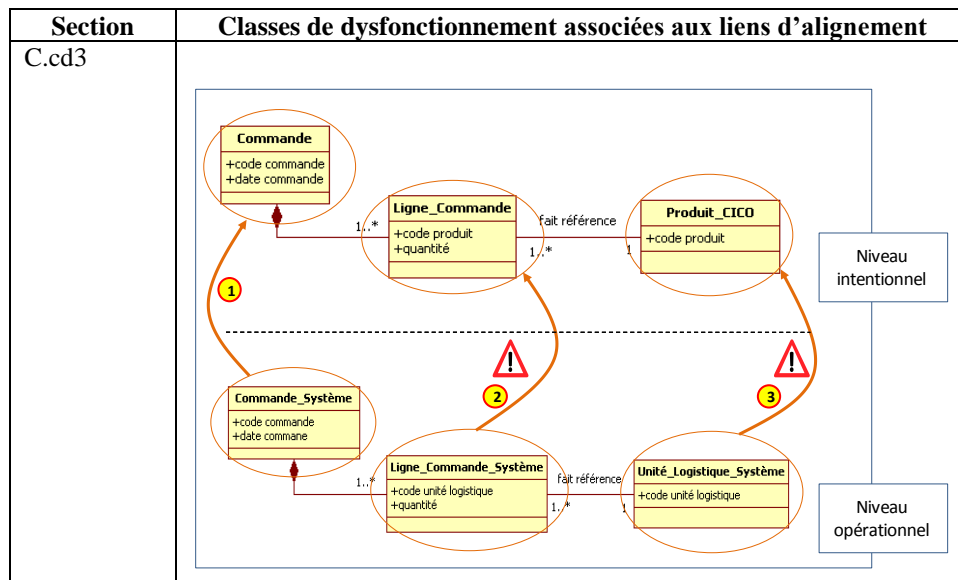 Section Classes de dysfonctionnement associées aux liens d'alignement
C.cd3
Commande
+code commande
+date commande
1..*
Ligne_Commande
+code produit
+quantité
fait référence
1..*
1
Produit_CICO
+code produit
Niveau
intentionnel
1
2
3
Commande_Système
+code commande
+date commane
1..*
Ligne_Commande_Système
+code unité logistique
+quantité
fait référence
1..*
1
Unité_Logistique_Système
+code unité logistique
Niveau
opérationnel